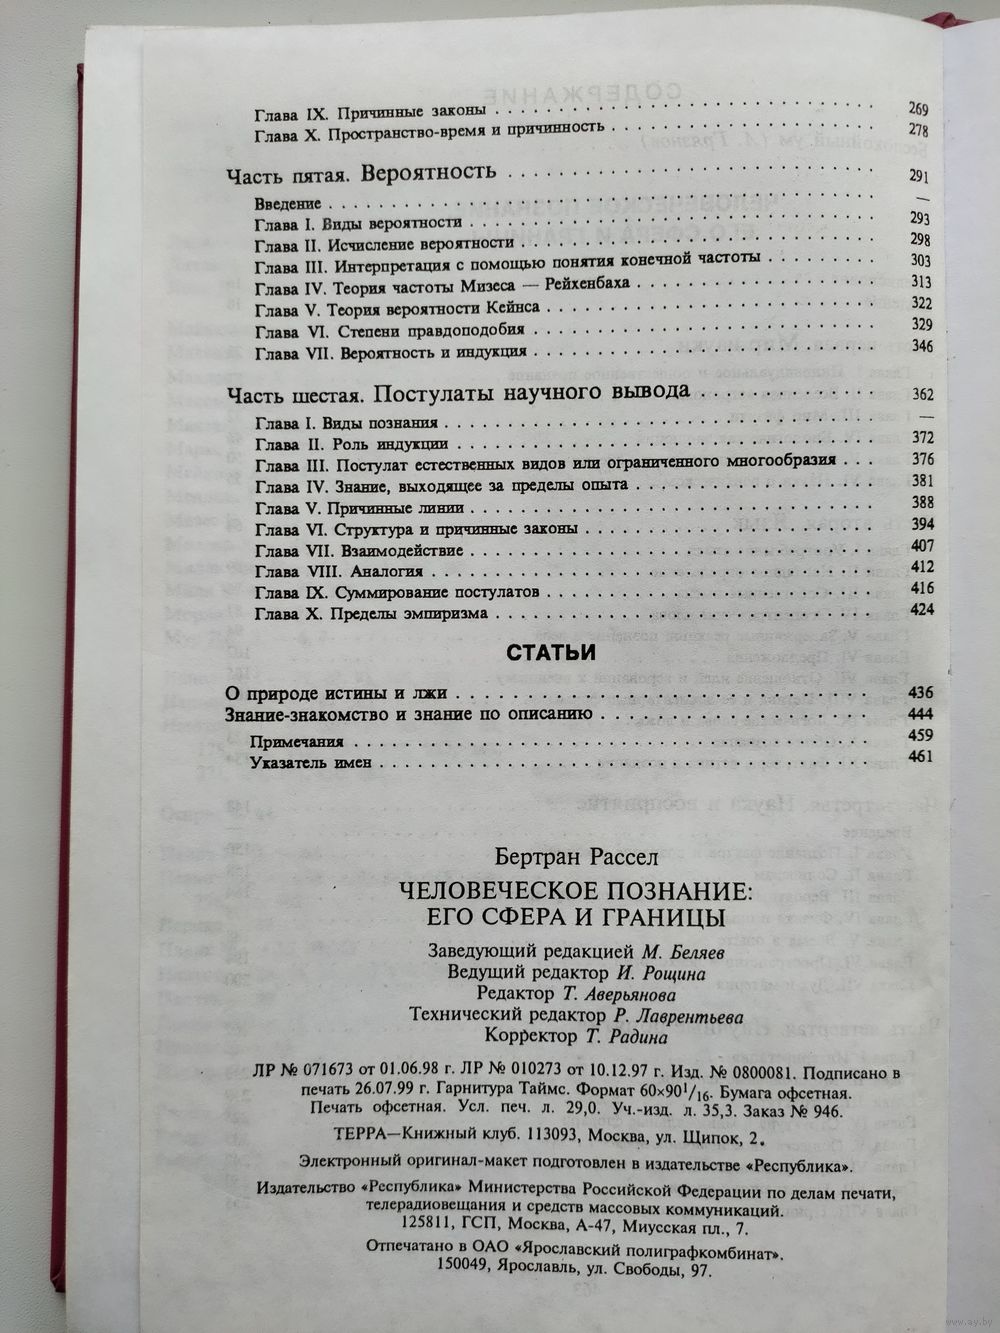 Глава IX. Причинные законы . . . . . . . . . . . . . . . . . . . . . . . 269
Глава X. Пространство-время и причинность . . . . . . . . . . . . . . . . 278
Часть пятая. Вероятность . . . . . . . . . . . . . . . . . . . . . . . 291
Введение . . . . . . . . . . . . . . . . . . . . . . . . . . . . . . —
Глава I. Виды вероятности . . . . . . . . . . . . . . . . . . . . . . . 293
Глава II. Исчисление вероятности . . . . . . . . . . . . . . . . . . . . 298
Глава III. Интерпретация с помощью понятия конечной частоты . . . . . . . 303
Глава IV. Теория частоты Мизеса — Рейхенбаха . . . . . . . . . . . . . . 313
Глава V. Теория вероятности Кейнса . . . . . . . . . . . . . . . . . . . 322
Глава VI. Степени правдоподобия . . . . . . . . . . . . . . . . . . . . 329
Глава VII. Вероятность и индукция . . . . . . . . . . . . . . . . . . . 346
Часть шестая. Постулаты научного вывода . . . . . . . . . . . . 362
Глава I. Виды познания . . . . . . . . . . . . . . . . . . . . . . . . —
Глава II. Роль индукции . . . . . . . . . . . . . . . . . . . . . . . . 372
Глава III. Постулат естественных видов или ограниченного многообразия . . . 376
Глава IV. Знание, выходящее за пределы опыта . . . . . . . . . . . . . . 381
Глава V. Причинные линии . . . . . . . . . . . . . . . . . . . . . . . 388
Глава VI. Структура и причинные законы . . . . . . . . . . . . . . . . . 394
Глава VII. Взаимодействие . . . . . . . . . . . . . . . . . . . . . . . 407
Глава VIII. Аналогия . . . . . . . . . . . . . . . . . . . . . . . . . . 412
Глава IX. Суммирование постулатов . . . . . . . . . . . . . . . . . . . 416
Глава X. Пределы эмпиризма . . . . . . . . . . . . . . . . . . . . . . 424
СТАТЬИ
О природе истины и лжи . . . . . . . . . . . . . . . . . . . . . . . . 436
Знание-знакомство и знание по описанию . . . . . . . . . . . . . . . . 444
Примечания . . . . . . . . . . . . . . . . . . . . . . . . . . . . . 459
Указатель имен . . . . . . . . . . . . . . . . . . . . . . . . . . . 461
Бертран Рассел
ЧЕЛОВЕЧЕСКОЕ ПОЗНАНИЕ:
ЕГО СФЕРА И ГРАНИЦЫ
Заведующий редакцией М. Беляев
Ведущий редактор И. Рощина
Редактор Т. Аверьянова
Технический редактор Р. Лаврентьева
Корректор Т. Радина
ЛР № 071673 от 01.06.98 г. ЛР № 010273 от 10.12.97 г. Изд. № 0800081. Подписано в
печать 26.07.99 г. Гарнитура Таймс. Формат 60×90¹/₁₆. Бумага офсетная.
Печать офсетная. Усл. печ. л. 29,0. Уч.-изд. л. 35,3. Заказ № 946.
ТЕРРА—Книжный клуб. 113093, Москва, ул. Щипок, 2.
Электронный оригинал-макет подготовлен в издательстве «Республика».
Издательство «Республика» Министерства Российской Федерации по делам печати,
телерадиовещания и средств массовых коммуникаций.
125811, ГСП, Москва, А-47, Миусская пл., 7.
Отпечатано в ОАО «Ярославский полиграфкомбинат».
150049, Ярославль, ул. Свободы, 97.
www.ay.by